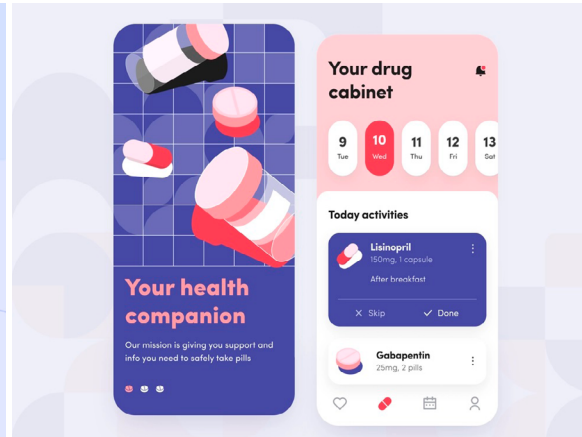 Your health
companion
Our mission is giving you support and
info you need to safely take pills
Your drug
cabinet
9
Tue
10
Wed
11
Thu
12
Fri
13
Sat
Today activities
Lisinopril
150mg, 1 capsule
After breakfast
Skip
Done
Gabapentin
25mg, 2 pills